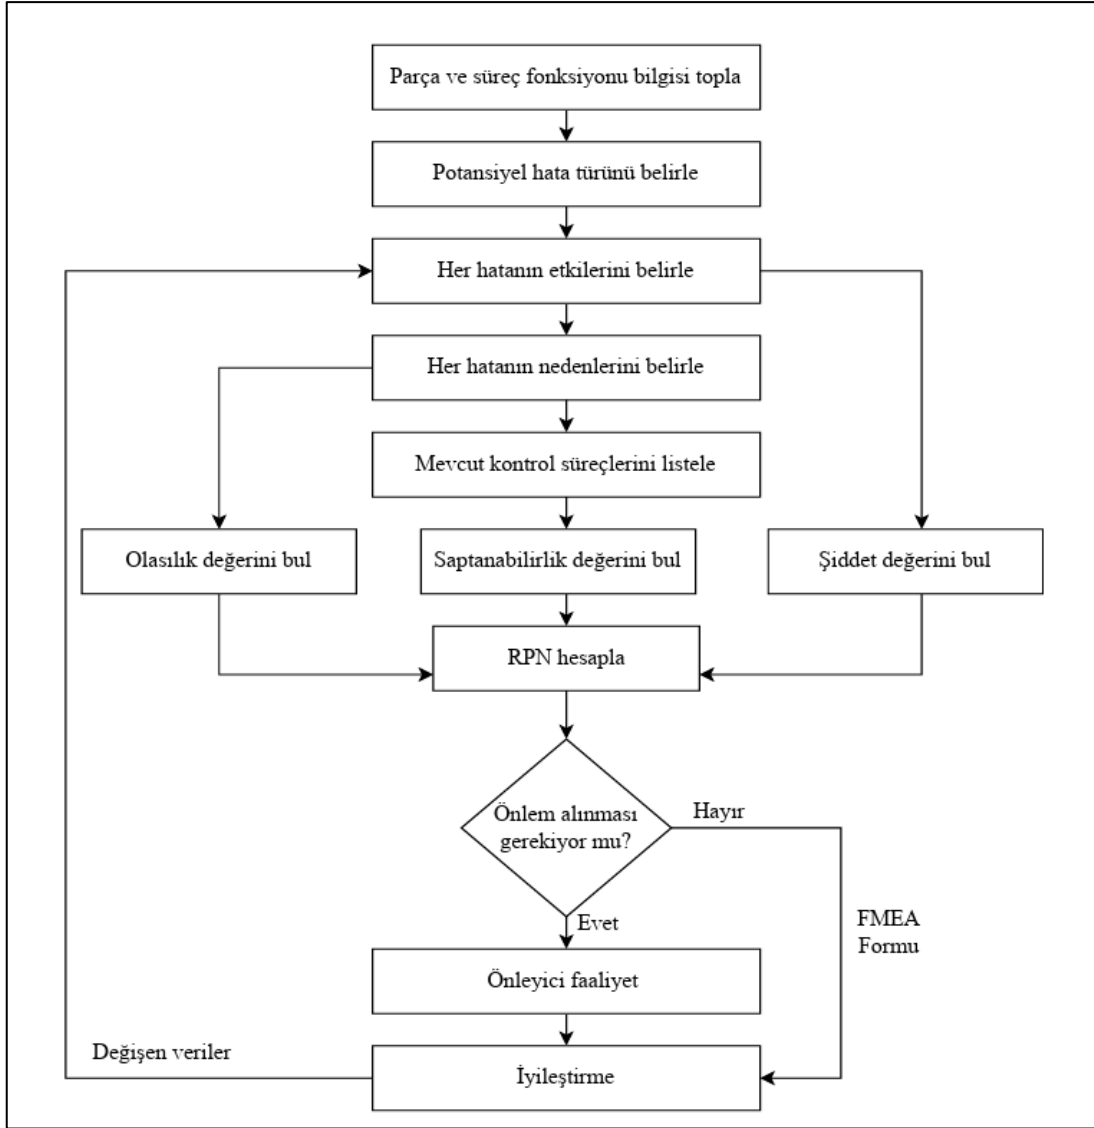 Parça ve süreç fonksiyonu bilgisi topla
Potansiyel hata türünü belirle
Her hatanın etkilerini belirle
Her hatanın nedenlerini belirle
Mevcut kontrol süreçlerini listele
Olasılık değerini bul
Saptanabilirlik değerini bul
Şiddet değerini bul
RPN hesapla
Önlem alınması
gerekiyor mu?
Hayır
Evet
FMEA
Formu
Önleyici faaliyet
Değişen veriler
İyileştirme